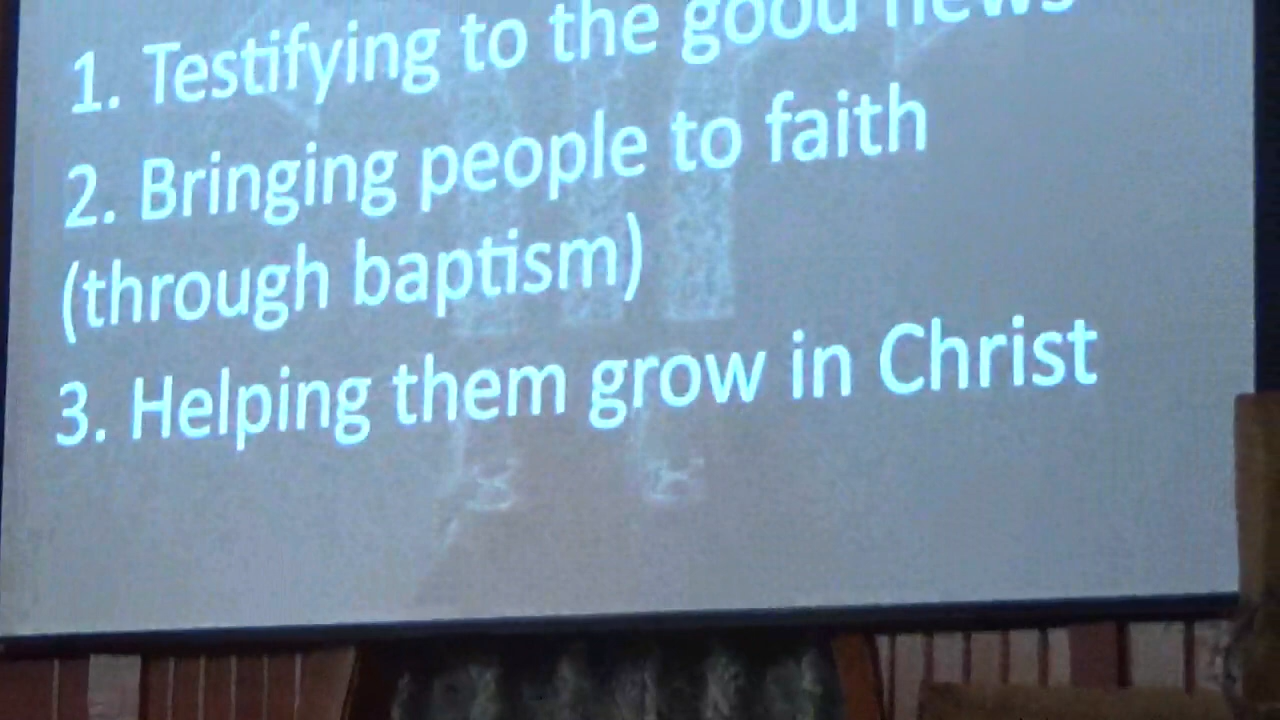 1. Testifying to the good news
2. Bringing people to faith
(through baptism)
3. Helping them grow in Christ